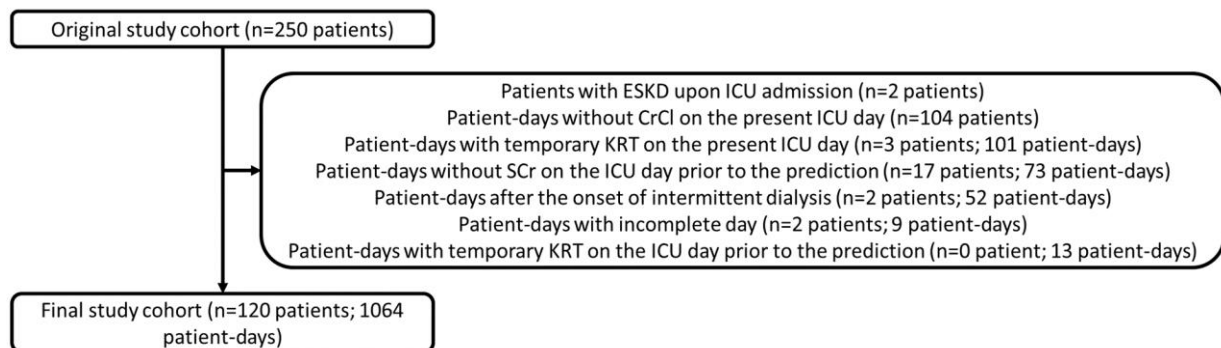 Original study cohort (n=250 patients)
Patients with ESKD upon ICU admission (n=2 patients)
Patient-days without CrCl on the present ICU day (n=104 patients)
Patient-days with temporary KRT on the present ICU day (n=3 patients; 101 patient-days)
Patient-days without SCr on the ICU day prior to the prediction (n=17 patients; 73 patient-days)
Patient-days after the onset of intermittent dialysis (n=2 patients; 52 patient-days)
Patient-days with incomplete day (n=2 patients; 9 patient-days)
Patient-days with temporary KRT on the ICU day prior to the prediction (n=0 patient; 13 patient-days)
Final study cohort (n=120 patients; 1064
patient-days)